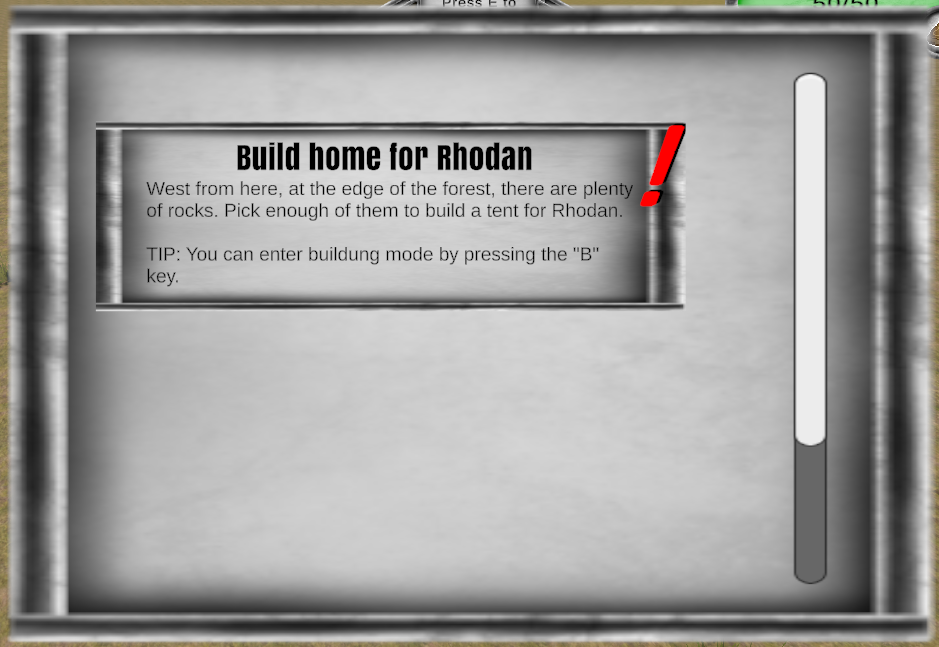 Press E to
50/50
Build home for Rhodan
West from here, at the edge of the forest, there are plenty
of rocks. Pick enough of them to build a tent for Rhodan.
TIP: You can enter buildung mode by pressing the "B"
key.